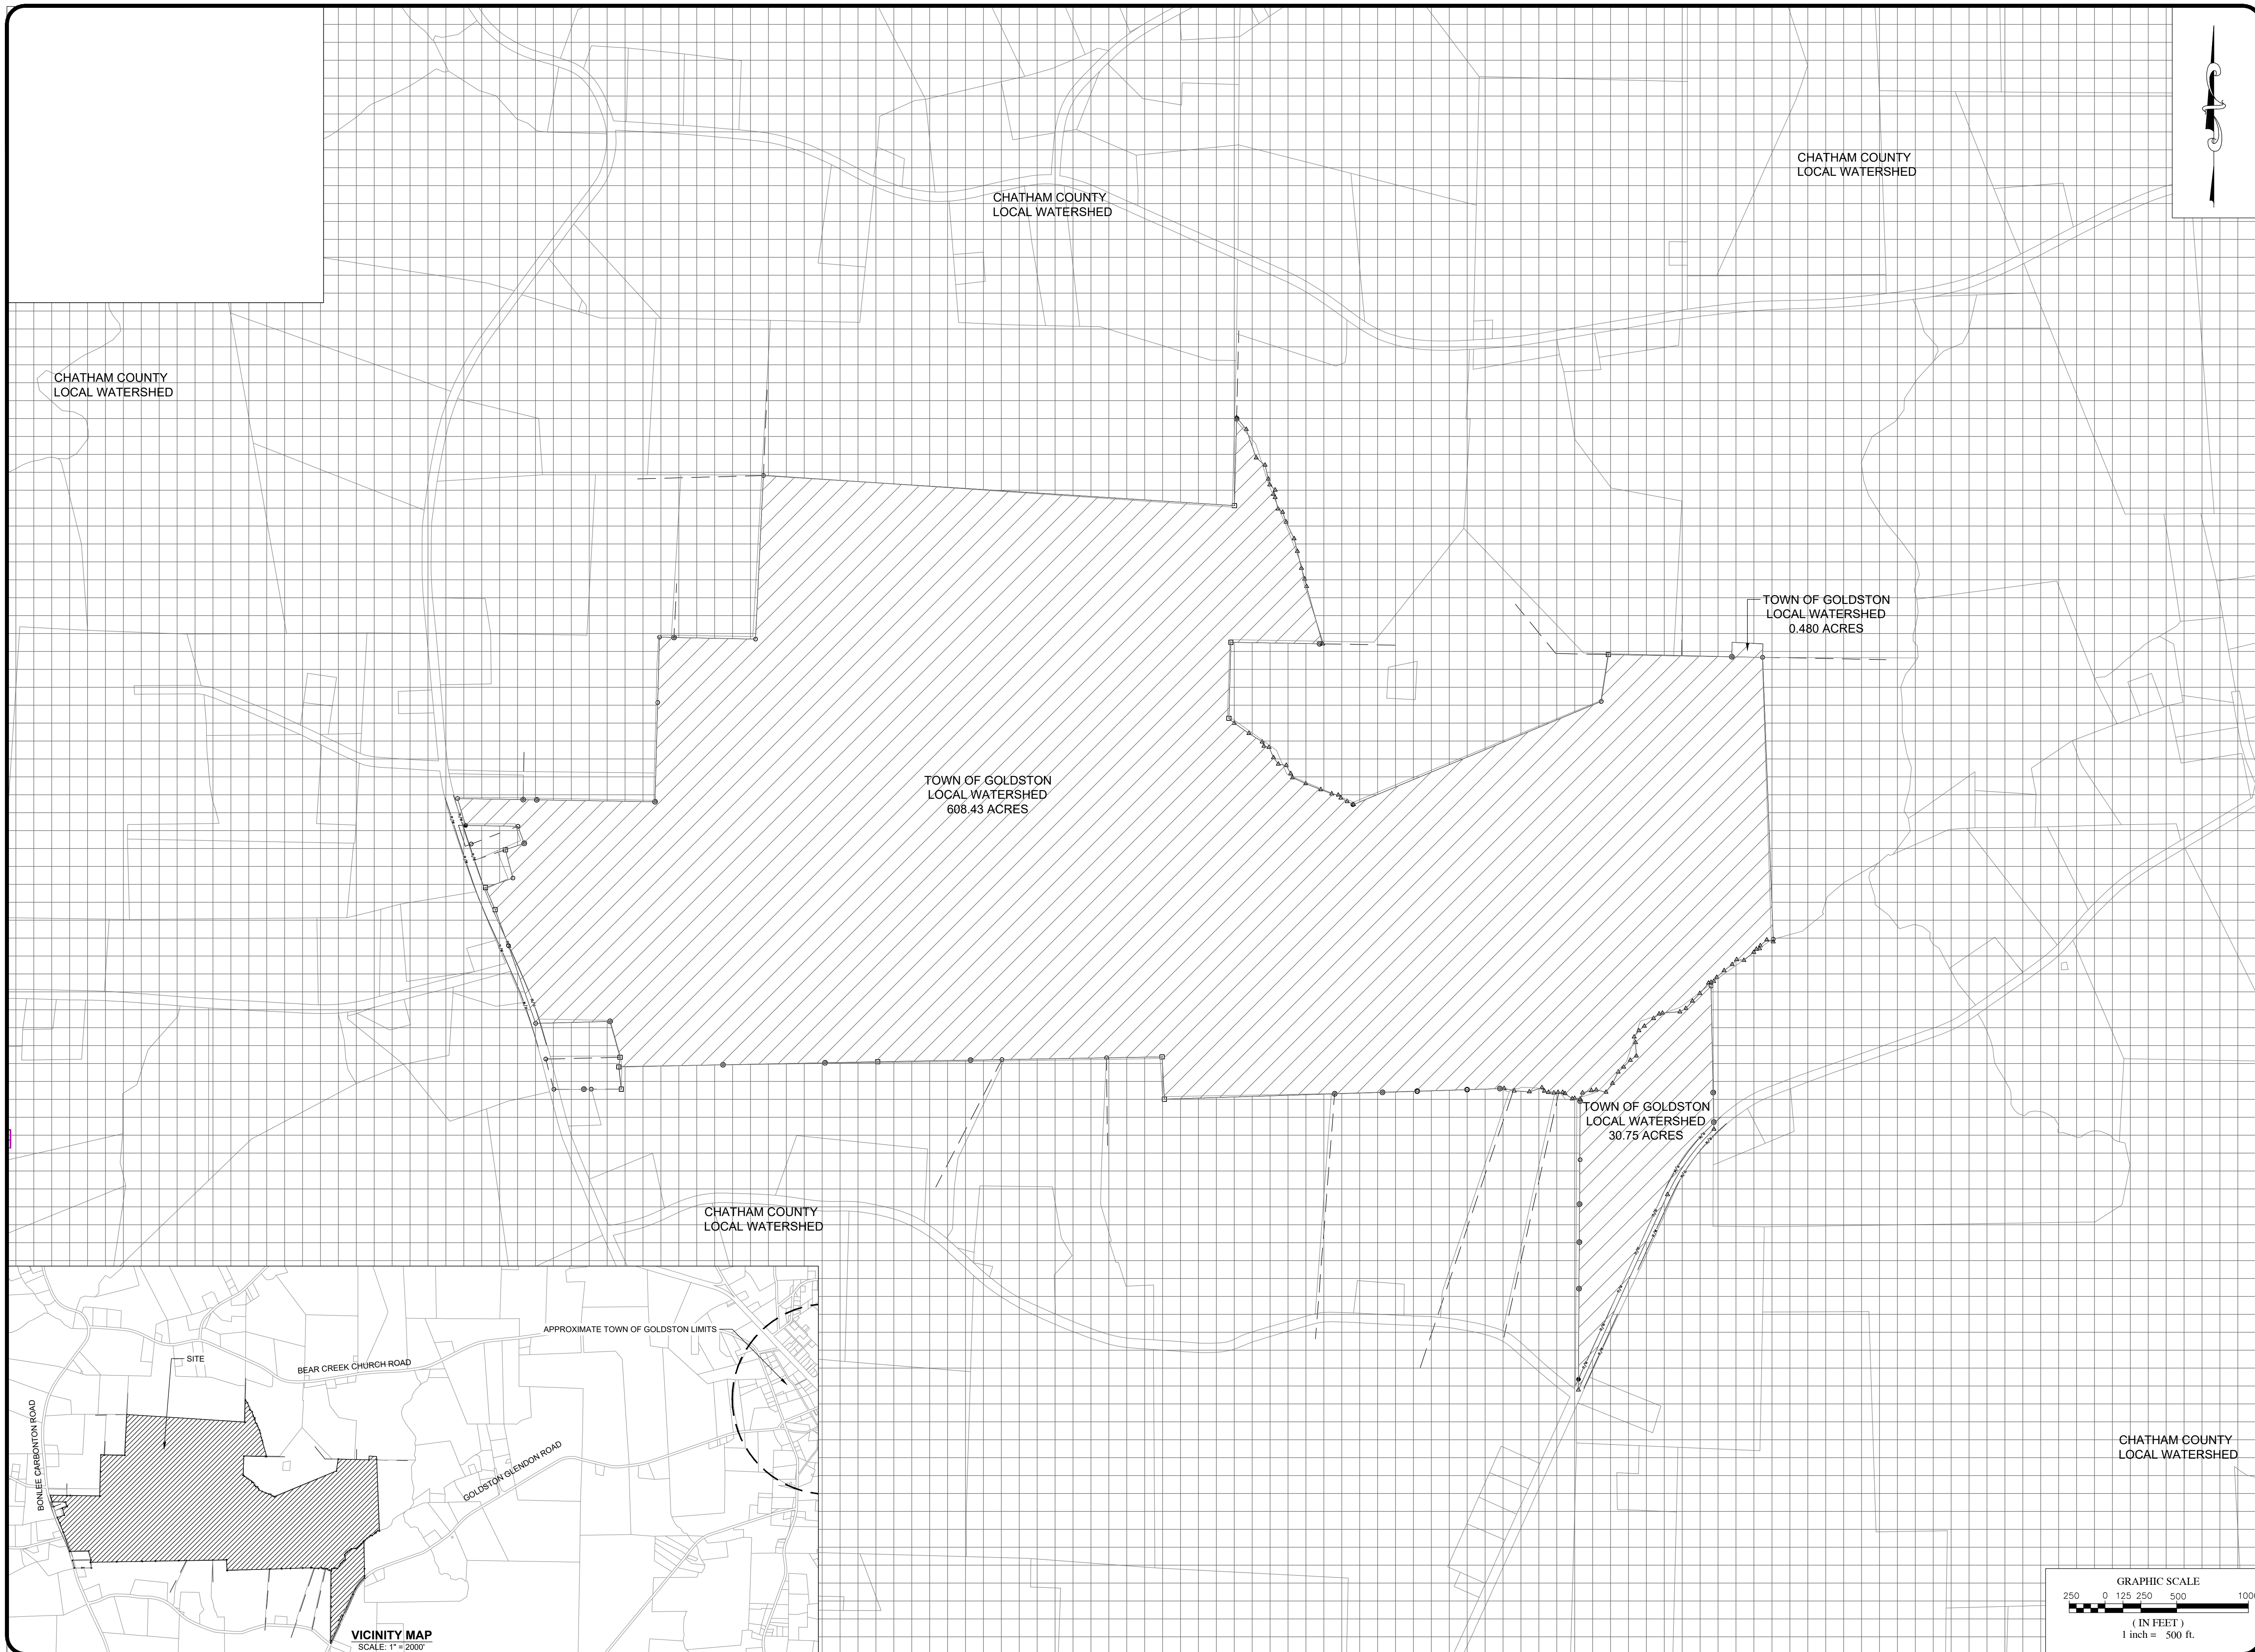 CHATHAM COUNTY
LOCAL WATERSHED
CHATHAM COUNTY
LOCAL WATERSHED
CHATHAM COUNTY
LOCAL WATERSHED
TOWN OF GOLDSTON
LOCAL WATERSHED
0.480 ACRES
TOWN OF GOLDSTON
LOCAL WATERSHED
608.43 ACRES
TOWN OF GOLDSTON
LOCAL WATERSHED
30.75 ACRES
CHATHAM COUNTY
LOCAL WATERSHED
APPROXIMATE TOWN OF GOLDSTON LIMITS
SITE
BEAR CREEK CHURCH ROAD
BONLEE CARBONTON ROAD
GOLDSTON GLENDON ROAD
VICINITY MAP
SCALE: 1" = 2000'
CHATHAM COUNTY
LOCAL WATERSHED
GRAPHIC SCALE
250 0 125 250 500 1000
( IN FEET )
1 inch = 500 ft.